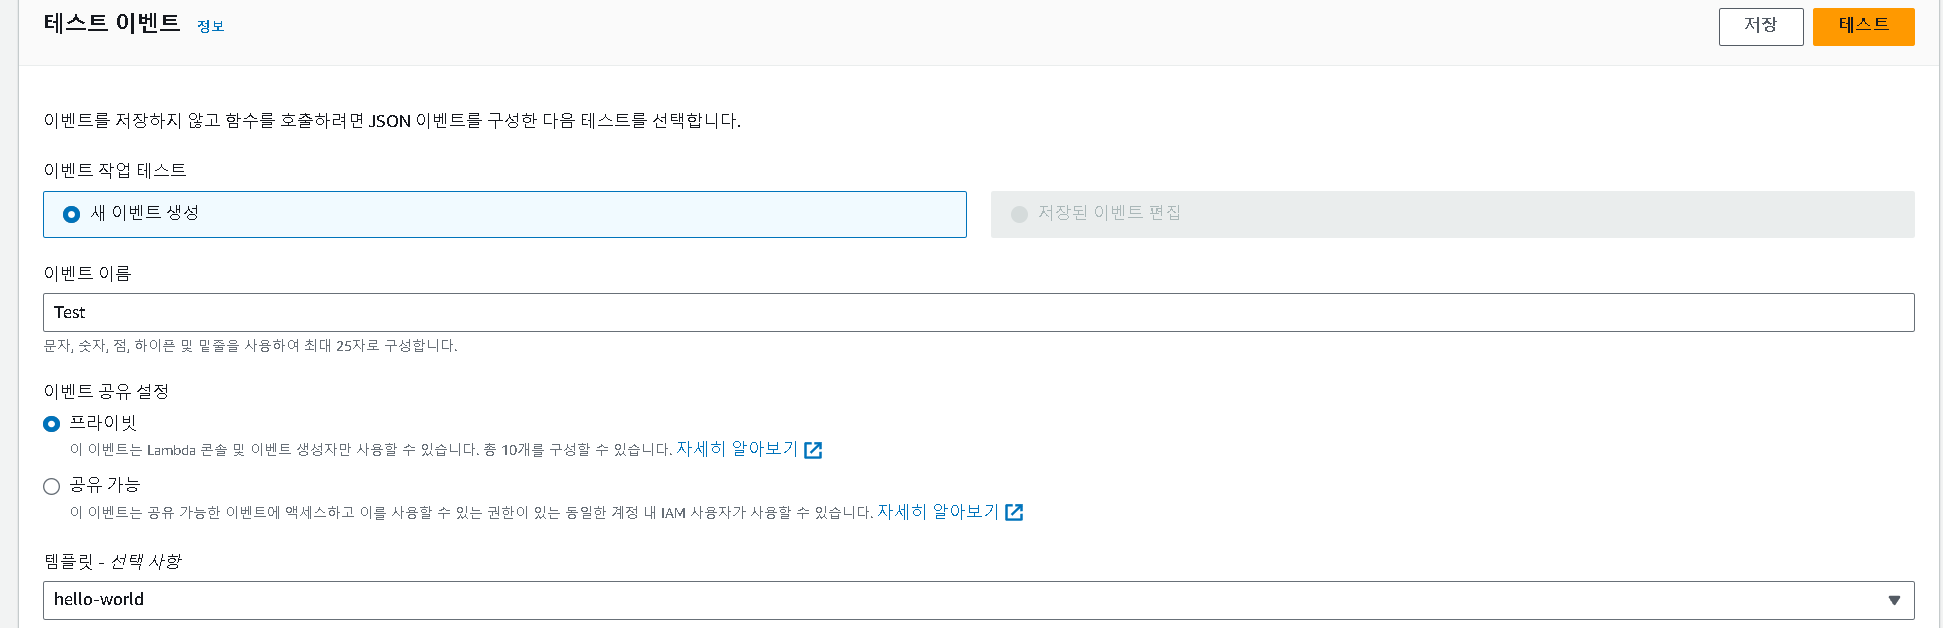 테스트 이벤트 정보 저장 테스트
이벤트를 저장하지 않고 함수를 호출하려면 JSON 이벤트를 구성한 다음 테스트를 선택합니다.
이벤트 작업 테스트
새 이벤트 생성 저장된 이벤트 편집
이벤트 이름
Test
문자, 숫자, 점, 하이픈 및 밑줄을 사용하여 최대 25자로 구성합니다.
이벤트 공유 설정
프라이빗
이 이벤트는 Lambda 콘솔 및 이벤트 생성자만 사용할 수 있습니다. 총 10개를 구성할 수 있습니다. 자세히 알아보기
공유 가능
이 이벤트는 공유 가능한 이벤트에 액세스하고 이를 사용할 수 있는 권한이 있는 동일한 계정 내 IAM 사용자가 사용할 수 있습니다. 자세히 알아보기
템플릿 - 선택 사항
hello-world